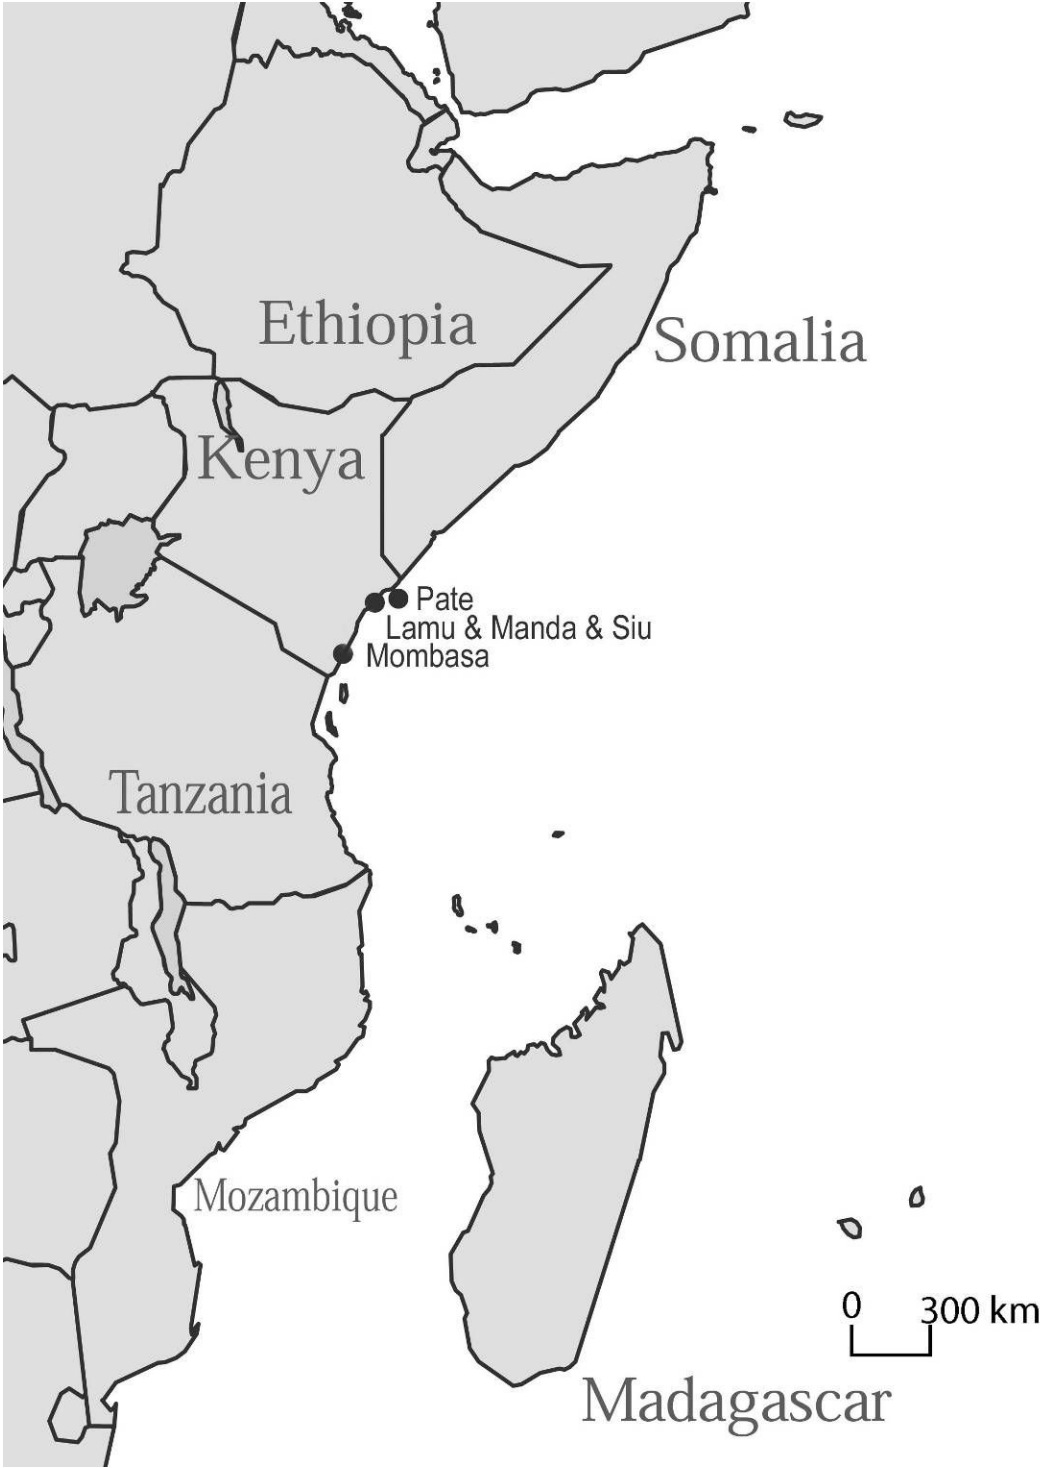 Ethiopia
Somalia
Kenya
Pate
Lamu & Manda & Siu
Mombasa
Tanzania
Mozambique
0 300 km
Madagascar